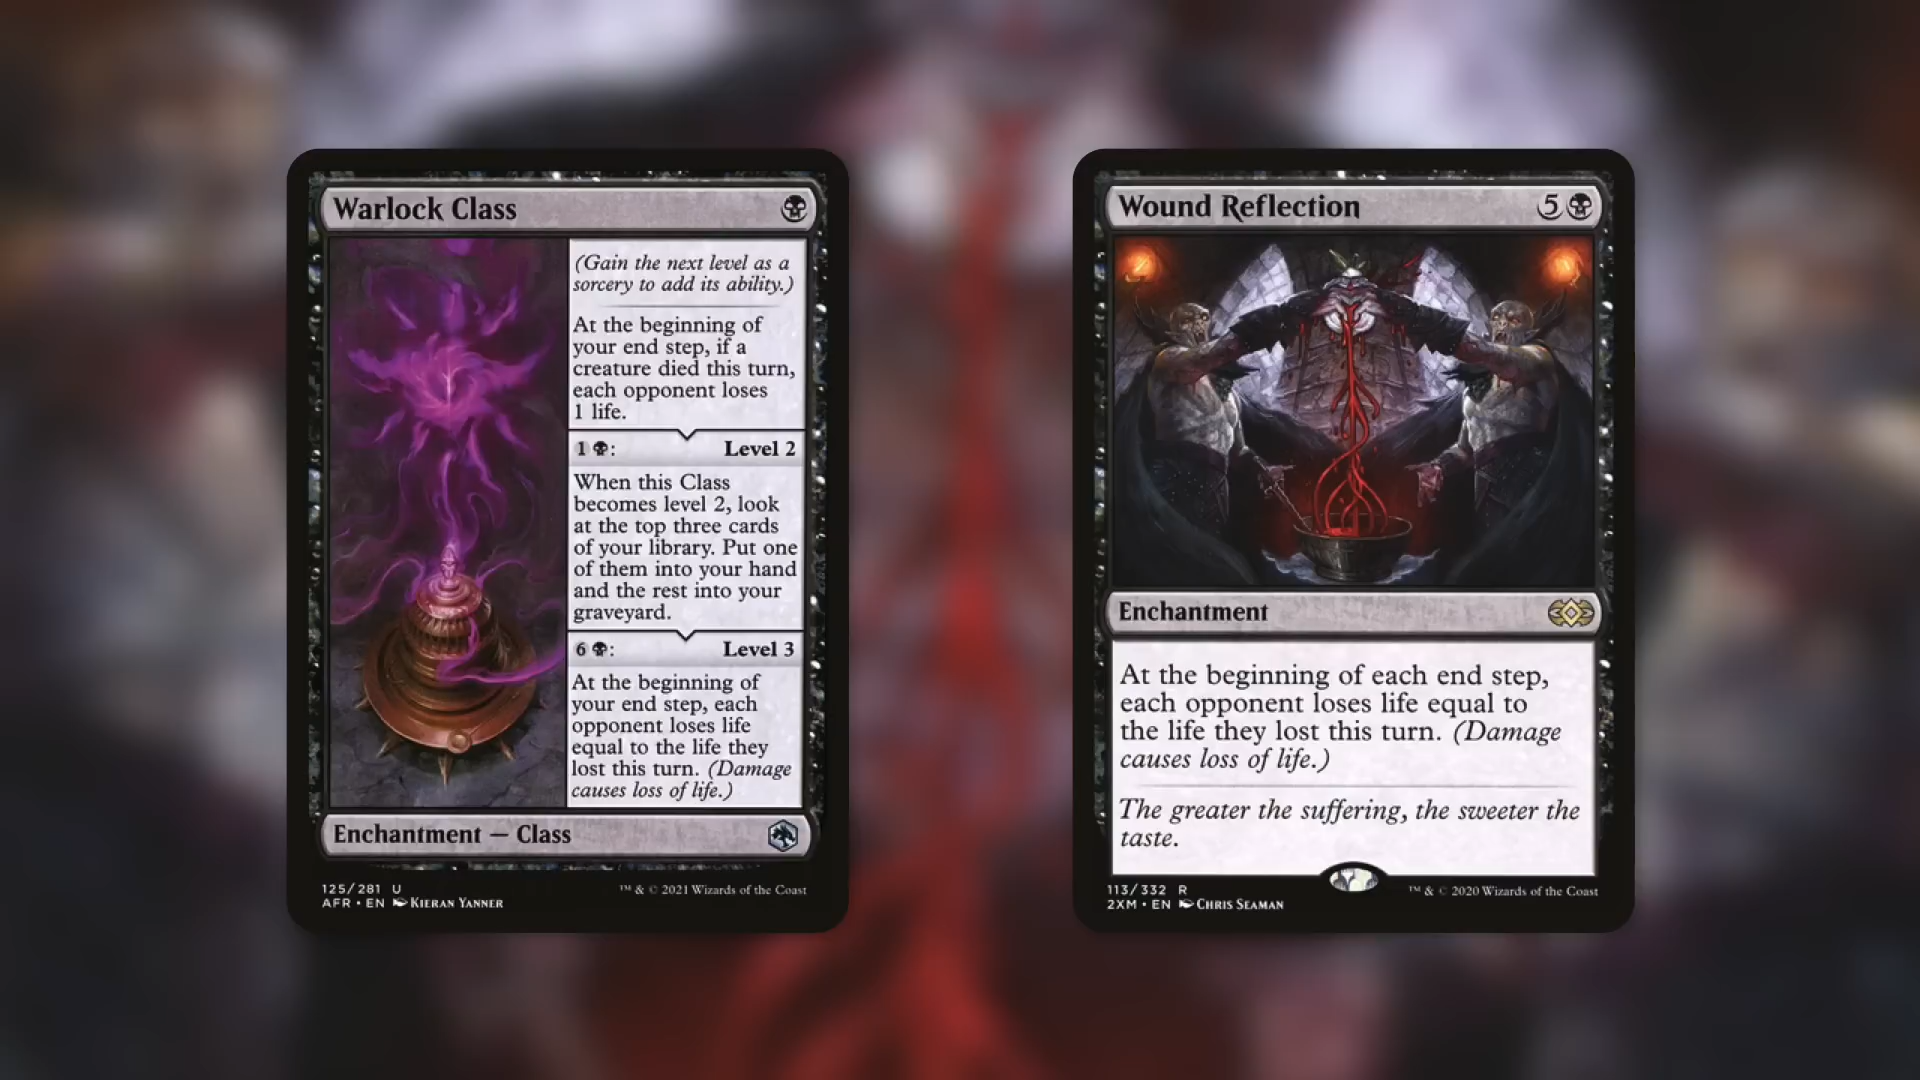 Warlock Class
(Gain the next level as a
sorcery to add its ability.)
At the beginning of
your end step, if a
creature died this turn,
each opponent loses
1 life.
1 : Level 2
When this Class
becomes level 2, look
at the top three cards
of your library. Put one
of them into your hand
and the rest into your
graveyard.
6 : Level 3
At the beginning of
your end step, each
opponent loses life
equal to the life they
lost this turn. (Damage
causes loss of life.)
Enchantment — Class
125/281 U
AFR • EN KIERAN YANNER
™ & © 2021 Wizards of the Coast
Wound Reflection 5
Enchantment
At the beginning of each end step,
each opponent loses life equal to
the life they lost this turn. (Damage
causes loss of life.)
The greater the suffering, the sweeter the
taste.
113/332 R
2XM • EN CHRIS SEAMAN
™ & © 2020 Wizards of the Coast